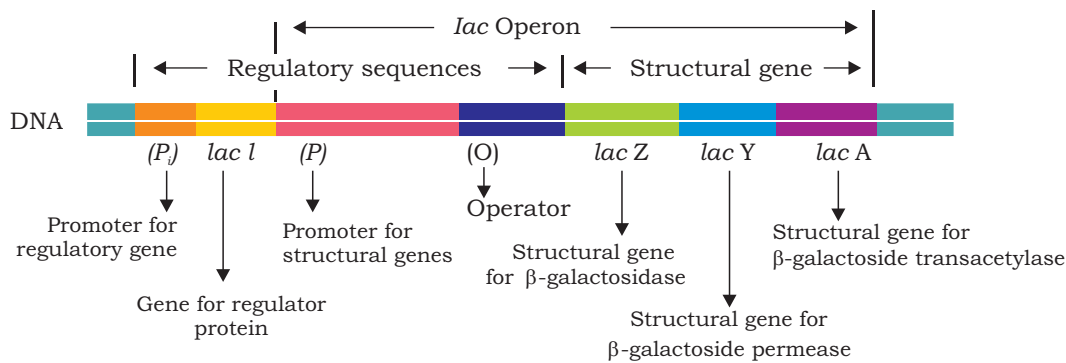 lac Operon
Regulatory sequences
Structural gene
DNA
(Pi)
lac l
(P)
(O)
lac Z
lac Y
lac A
Promoter for
regulatory gene
Gene for regulator
protein
Promoter for
structural genes
Operator
Structural gene
for β-galactosidase
Structural gene for
β-galactoside permease
Structural gene for
β-galactoside transacetylase